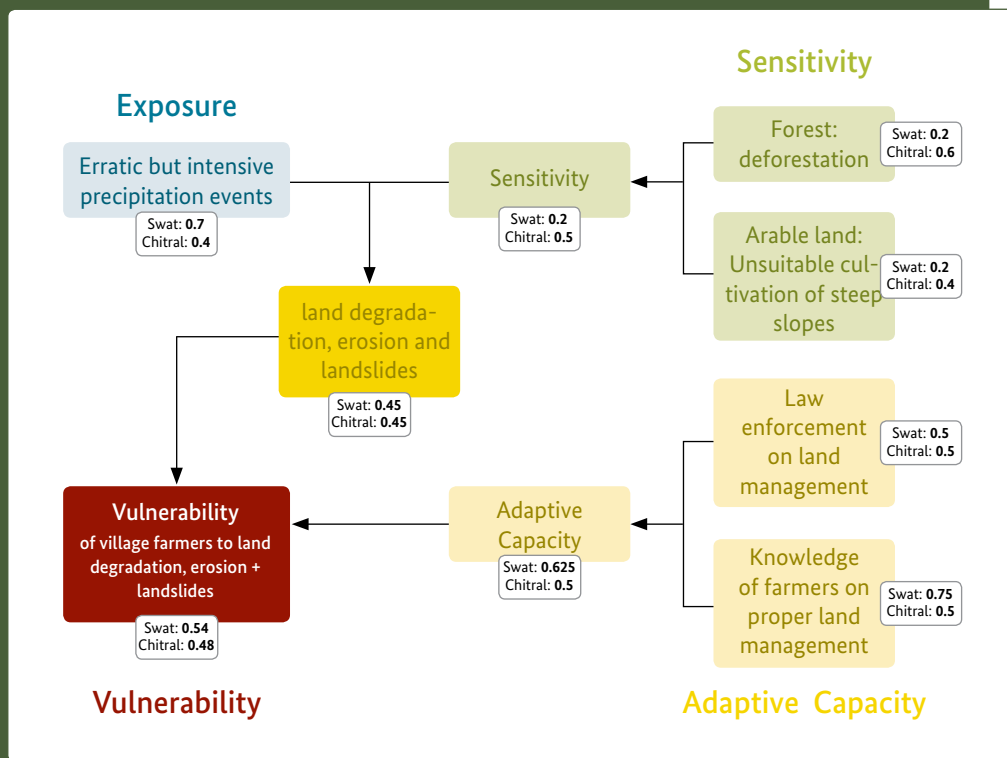 Sensitivity
Exposure
Erratic but intensive
precipitation events
Swat: 0.7
Chitral: 0.4
Sensitivity
Swat: 0.2
Chitral: 0.5
Forest:
deforestation
Swat: 0.2
Chitral: 0.6
Arable land:
Unsuitable cul-
tivation of steep
slopes
Swat: 0.2
Chitral: 0.4
land degrada-
tion, erosion and
landslides
Swat: 0.45
Chitral: 0.45
Law
enforcement
on land
management
Swat: 0.5
Chitral: 0.5
Vulnerability
of village farmers to land
degradation, erosion +
landslides
Swat: 0.54
Chitral: 0.48
Adaptive
Capacity
Swat: 0.625
Chitral: 0.5
Knowledge
of farmers on
proper land
management
Swat: 0.75
Chitral: 0.5
Vulnerability
Adaptive Capacity